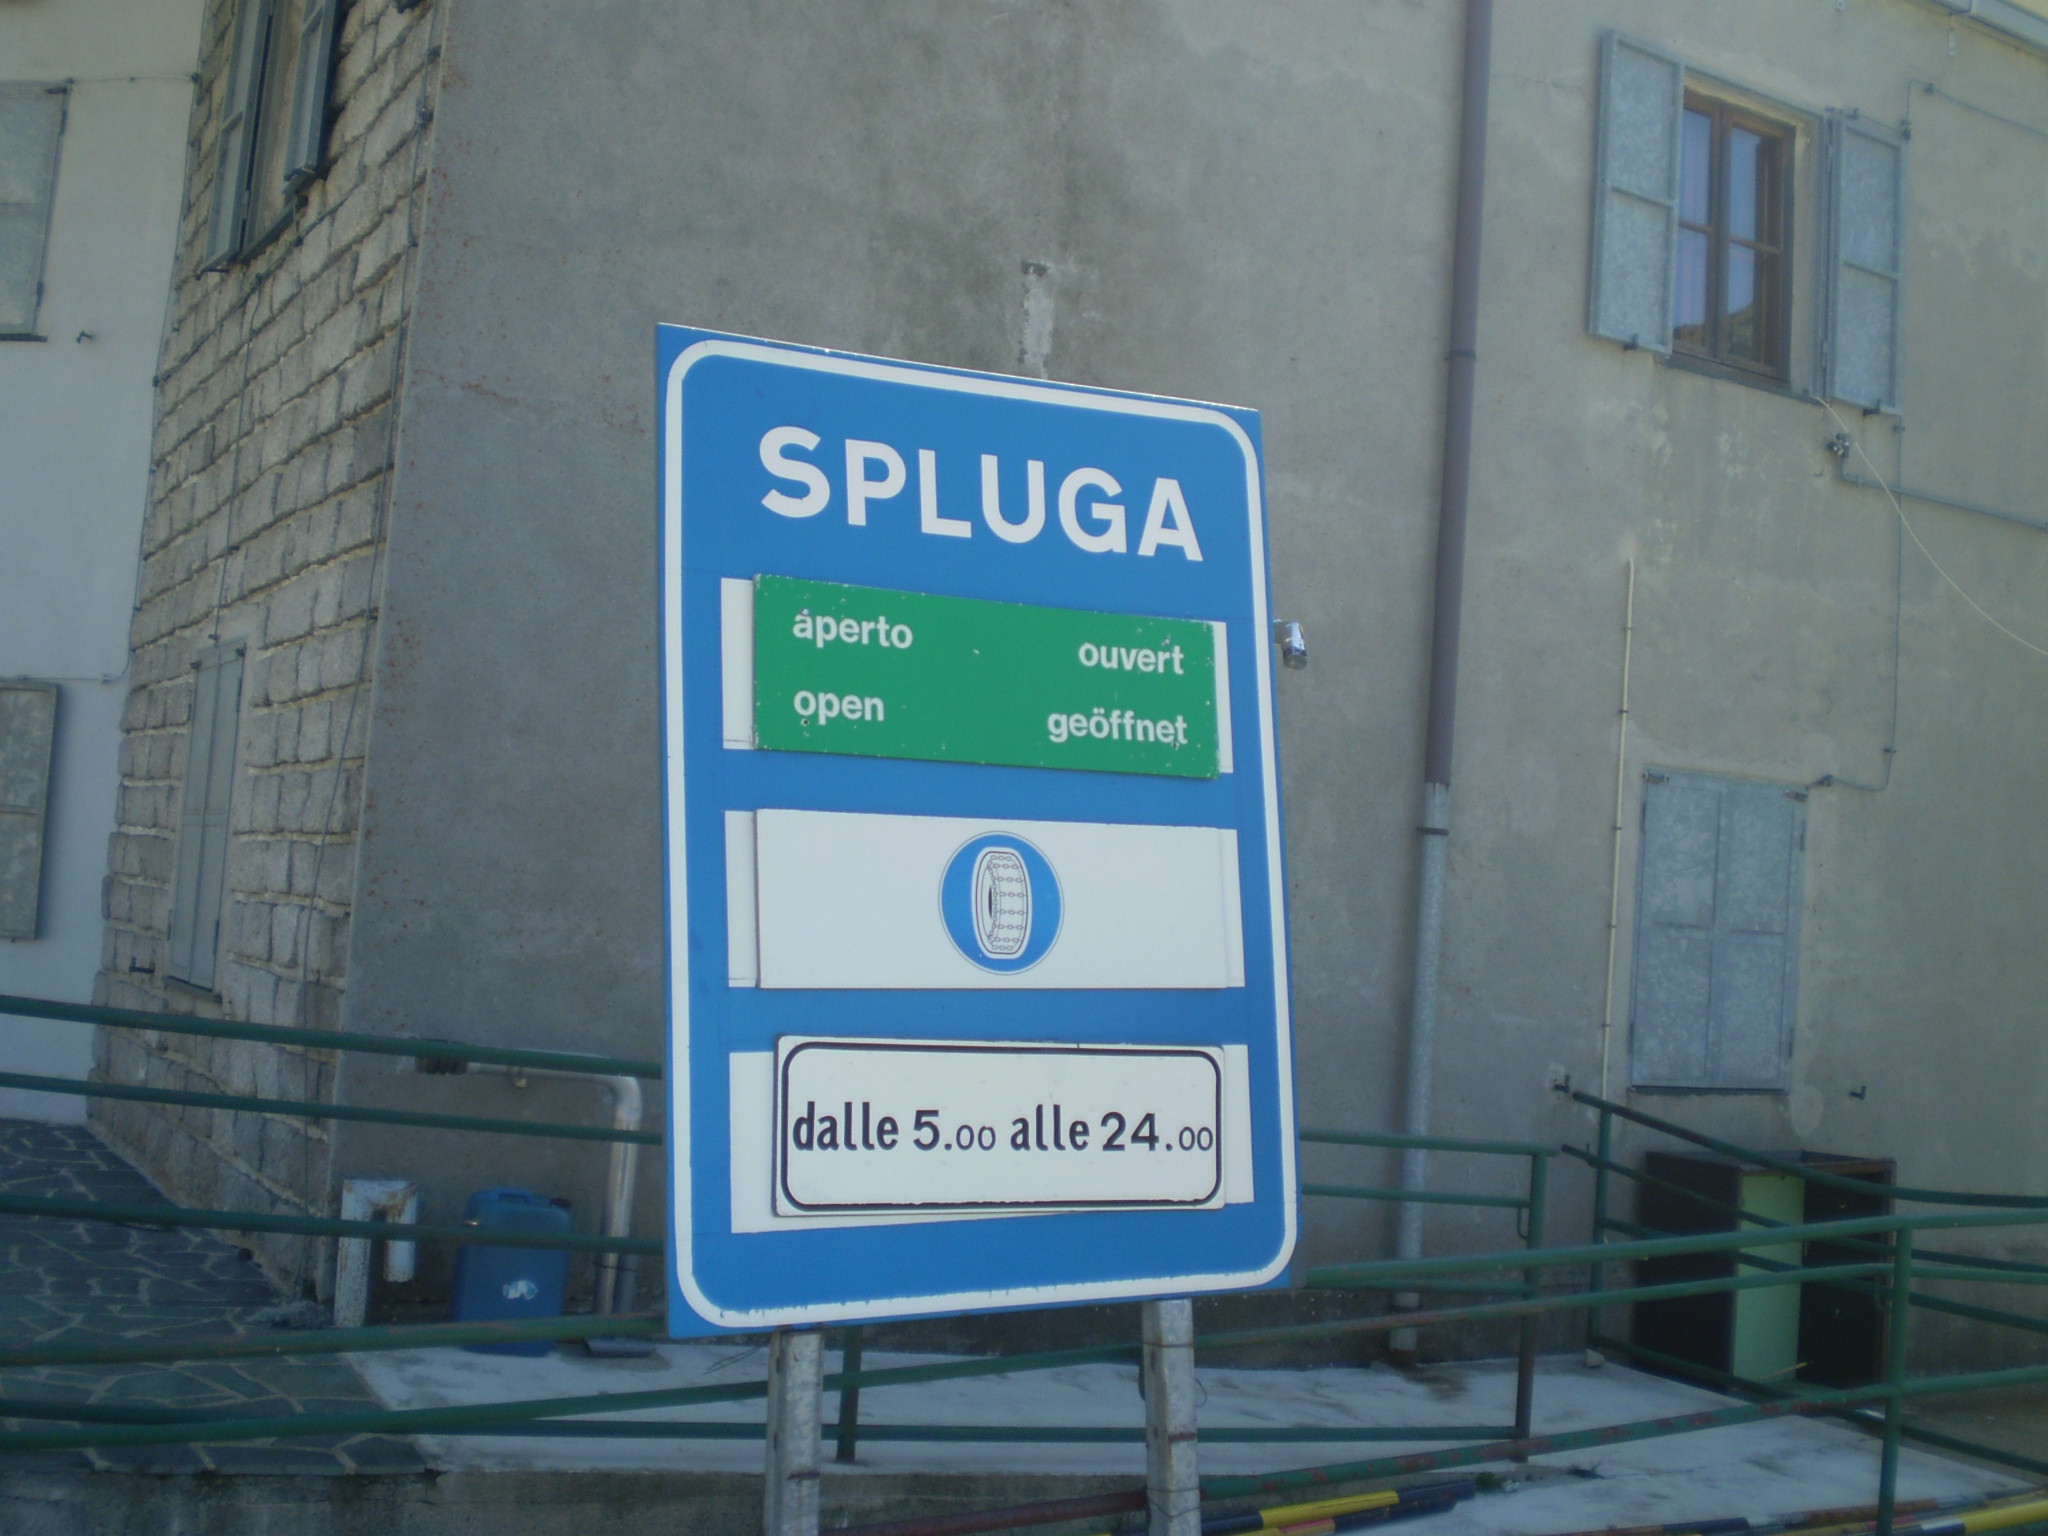 SPLUGA
aperto ouvert
open geöffnet
dalle 5.00 alle 24.00